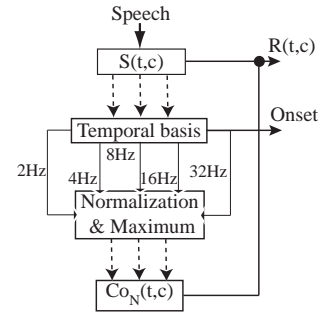 Speech
S(t,c)
R(t,c)
Temporal basis
Onset
2Hz
4Hz
8Hz
16Hz
32Hz
Normalization
& Maximum
Co_N(t,c)